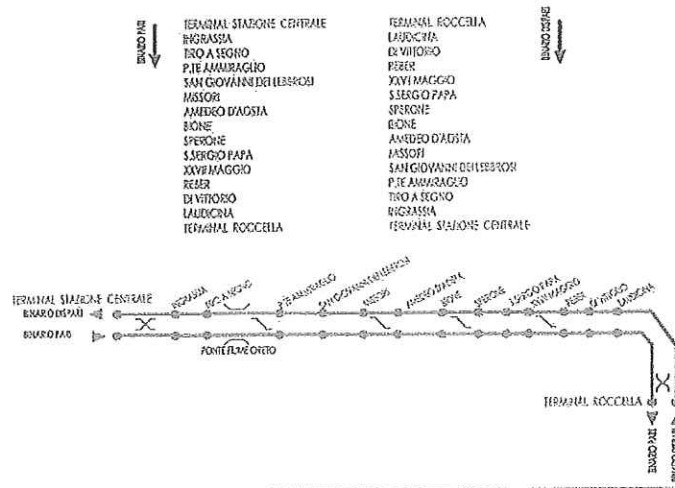 BINARIO PARI
TERMINAL STAZIONE CENTRALE
INGRASSIA
TIRO A SEGNO
P.TE AMMIRAGLIO
SAN GIOVANNI DEI LEBBROSI
MISSORI
AMEDEO D'AOSTA
BIONE
SPERONE
S.SERGIO PAPA
XXVII MAGGIO
REBER
DI VITTORIO
LAUDICINA
TERMINAL ROCCELLA
TERMINAL ROCCELLA
LAUDICINA
DI VITTORIO
REBER
XXVII MAGGIO
S.SERGIO PAPA
SPERONE
BIONE
AMEDEO D'AOSTA
MISSORI
SAN GIOVANNI DEI LEBBROSI
P.TE AMMIRAGLIO
TIRO A SEGNO
INGRASSIA
TERMINAL STAZIONE CENTRALE
BINARIO DISPARI
TERMINAL STAZIONE CENTRALE
BINARIO DISPARI
BINARIO PARI
INGRASSIA
TIRO A SEGNO
P.TE AMMIRAGLIO
SAN GIOVANNI DEI LEBBROSI
MISSORI
AMEDEO D'AOSTA
BIONE
SPERONE
S.SERGIO PAPA
XXVII MAGGIO
REBER
DI VITTORIO
LAUDICINA
PONTE FIUME ORETO
TERMINAL ROCCELLA